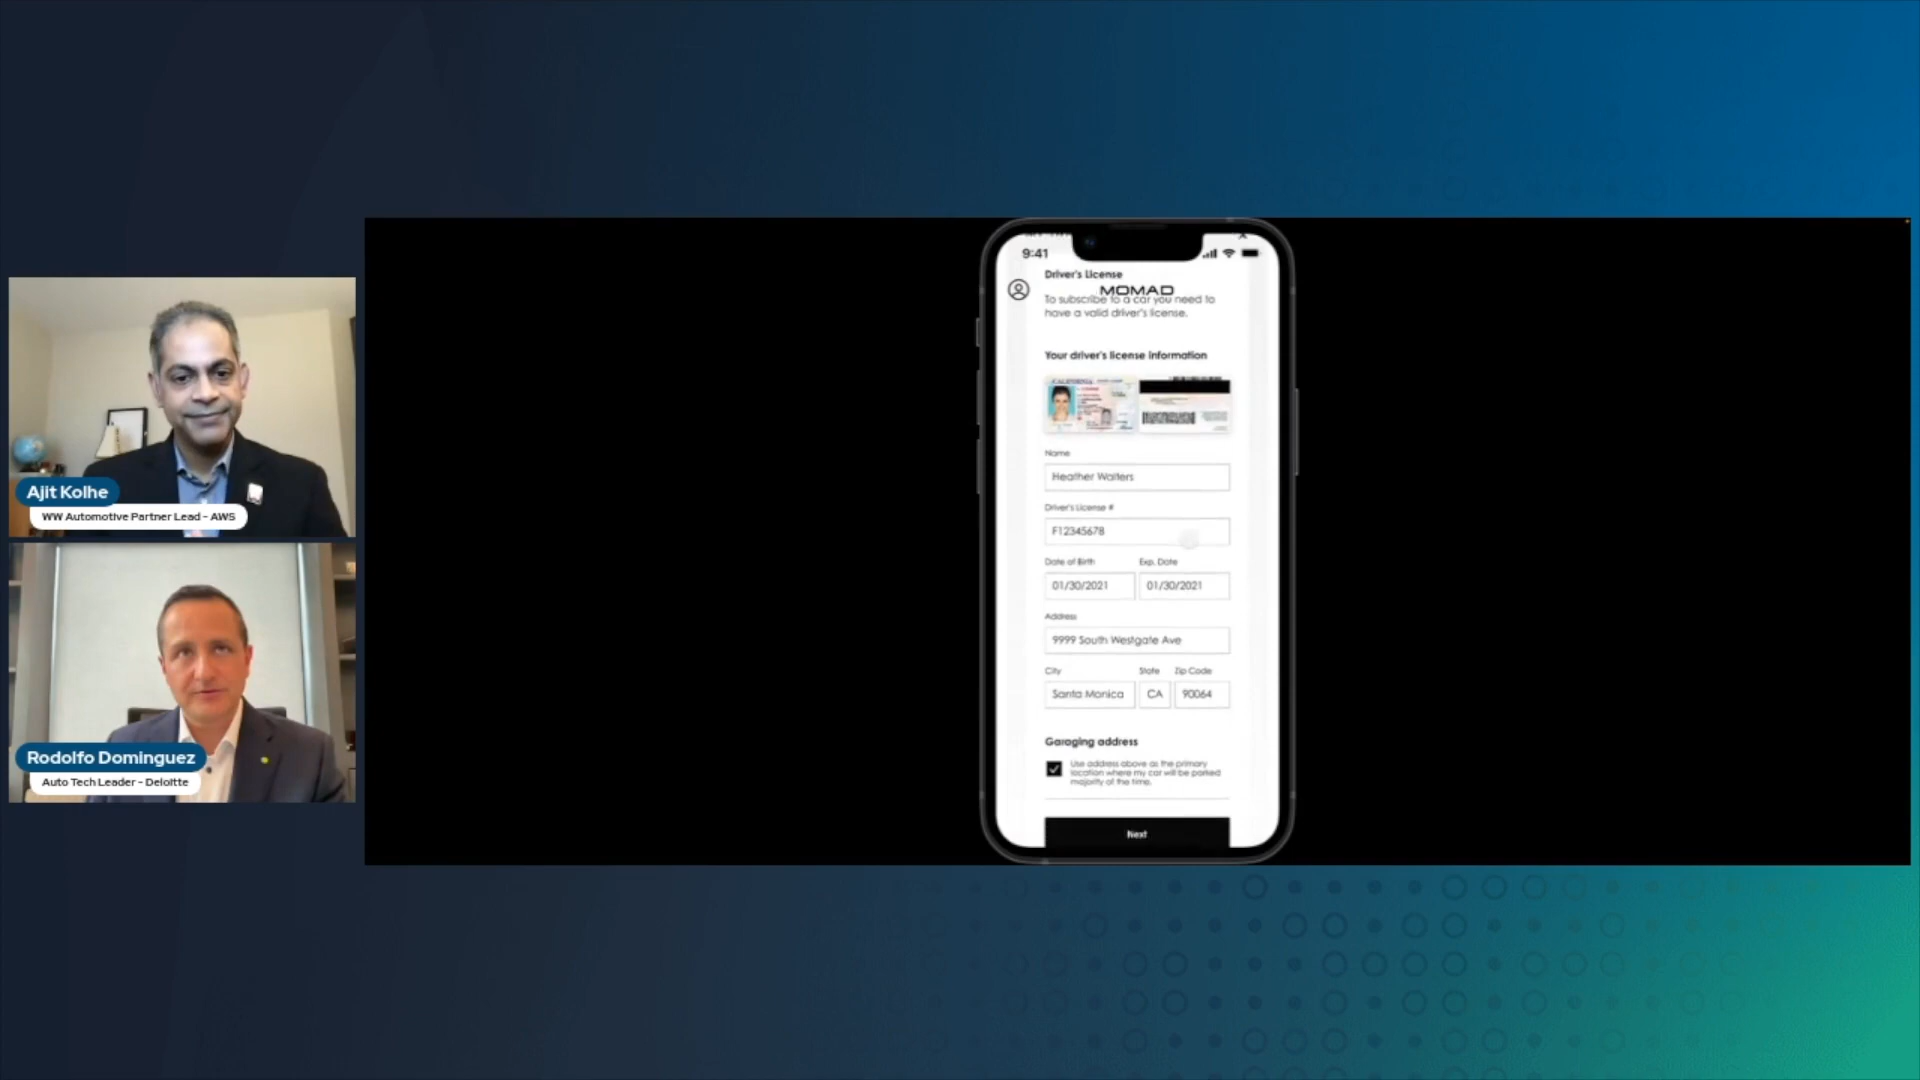 Ajit Kolhe
WW Automotive Partner Lead - AWS
Rodolfo Dominguez
Auto Tech Leader - Deloitte
9:41
Driver's License
MOMAD
To subscribe to a car you need to
have a valid driver's license.
Your driver's license information
CALIFORNIA
Name
Heather Walters
Driver's License #
F12345678
Date of Birth
Exp. Date
01/30/2021
01/30/2021
Address
9999 South Westgate Ave
City
State
Zip Code
Santa Monica
CA
90064
Garaging address
Use address above as the primary
location where my car will be parked
majority of the time.
Next